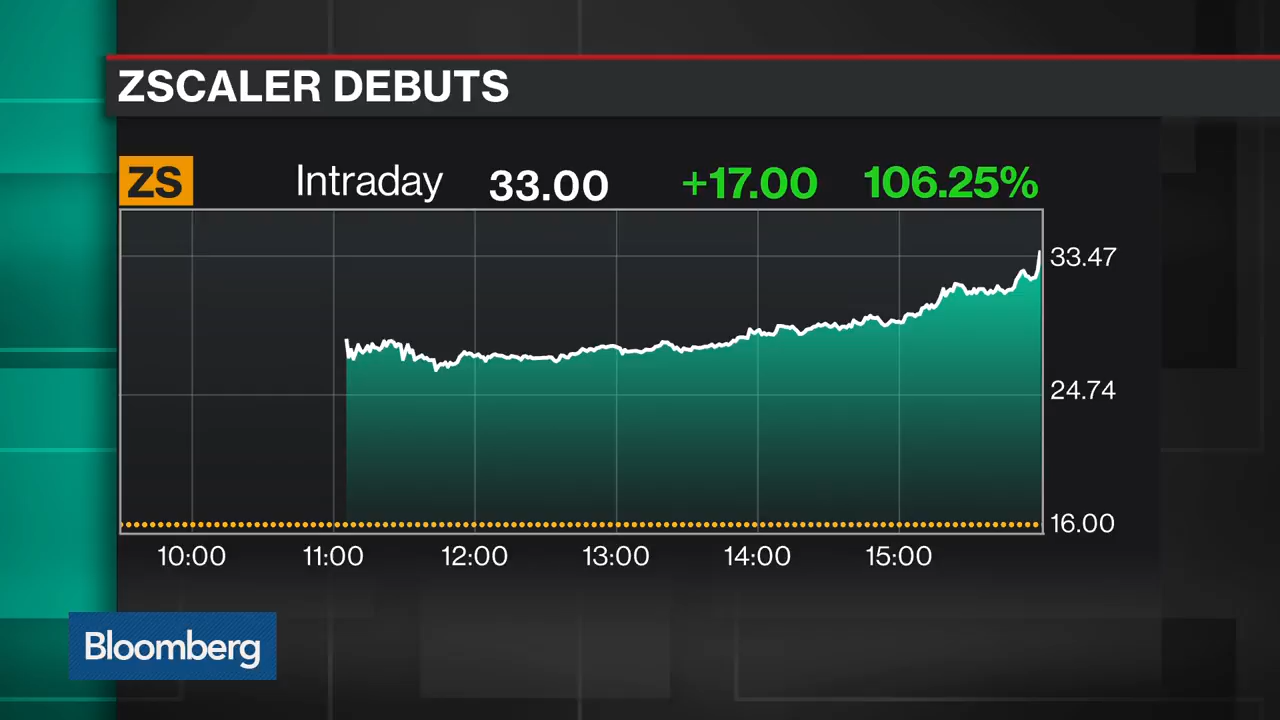 ZSCALER DEBUTS
ZS Intraday 33.00 +17.00 106.25%
33.47
24.74
16.00
10:00 11:00 12:00 13:00 14:00 15:00
Bloomberg